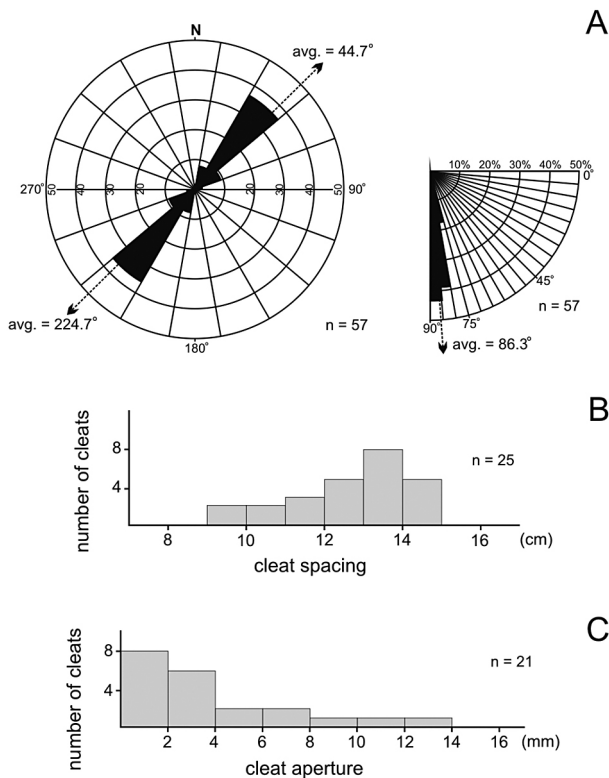 A
N
avg. = 44.7°
270°
50
40
30
20
20
30
40
50
90°
avg. = 224.7°
180°
n = 57
10% 20% 30% 40% 50%
0°
45°
75°
90°
n = 57
avg. = 86.3°
B
number of cleats
8
4
n = 25
8 10 12 14 16 (cm)
cleat spacing
C
number of cleats
8
4
n = 21
2 4 6 8 10 12 14 16 (mm)
cleat aperture